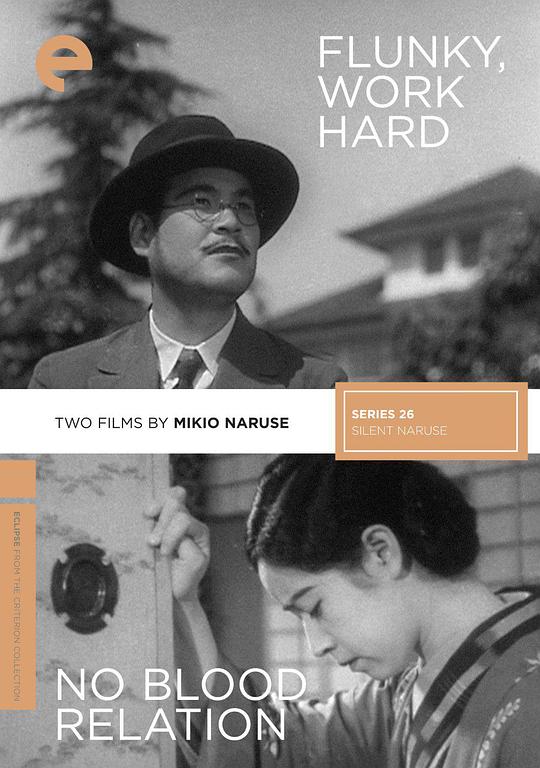 FLUNKY,
WORK
HARD
TWO FILMS BY MIKIO NARUSE
SERIES 26
SILENT NARUSE
ECLIPSE FROM THE CRITERION COLLECTION
NO BLOOD
RELATION